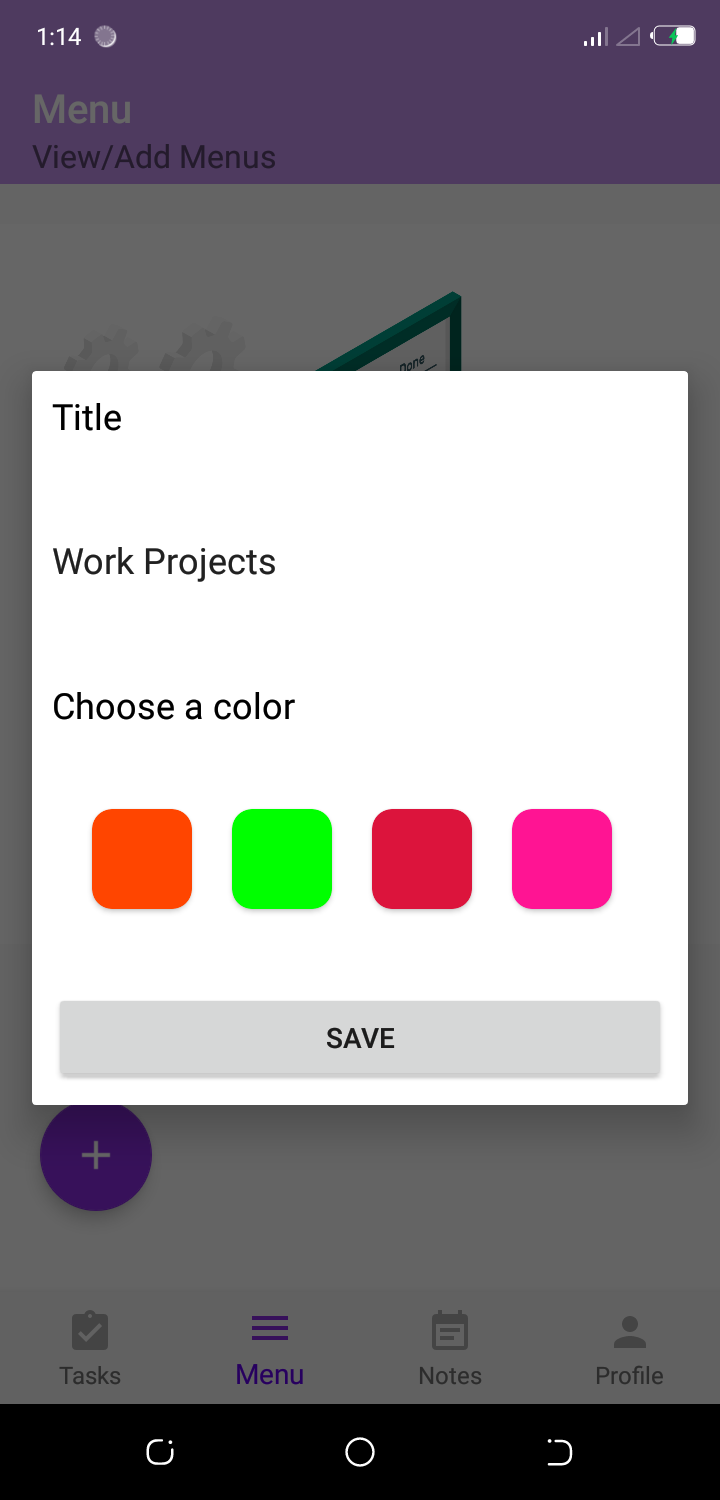 1:14
Menu
View/Add Menus
Done
Title
Work Projects
Choose a color
SAVE
Tasks
Menu
Notes
Profile